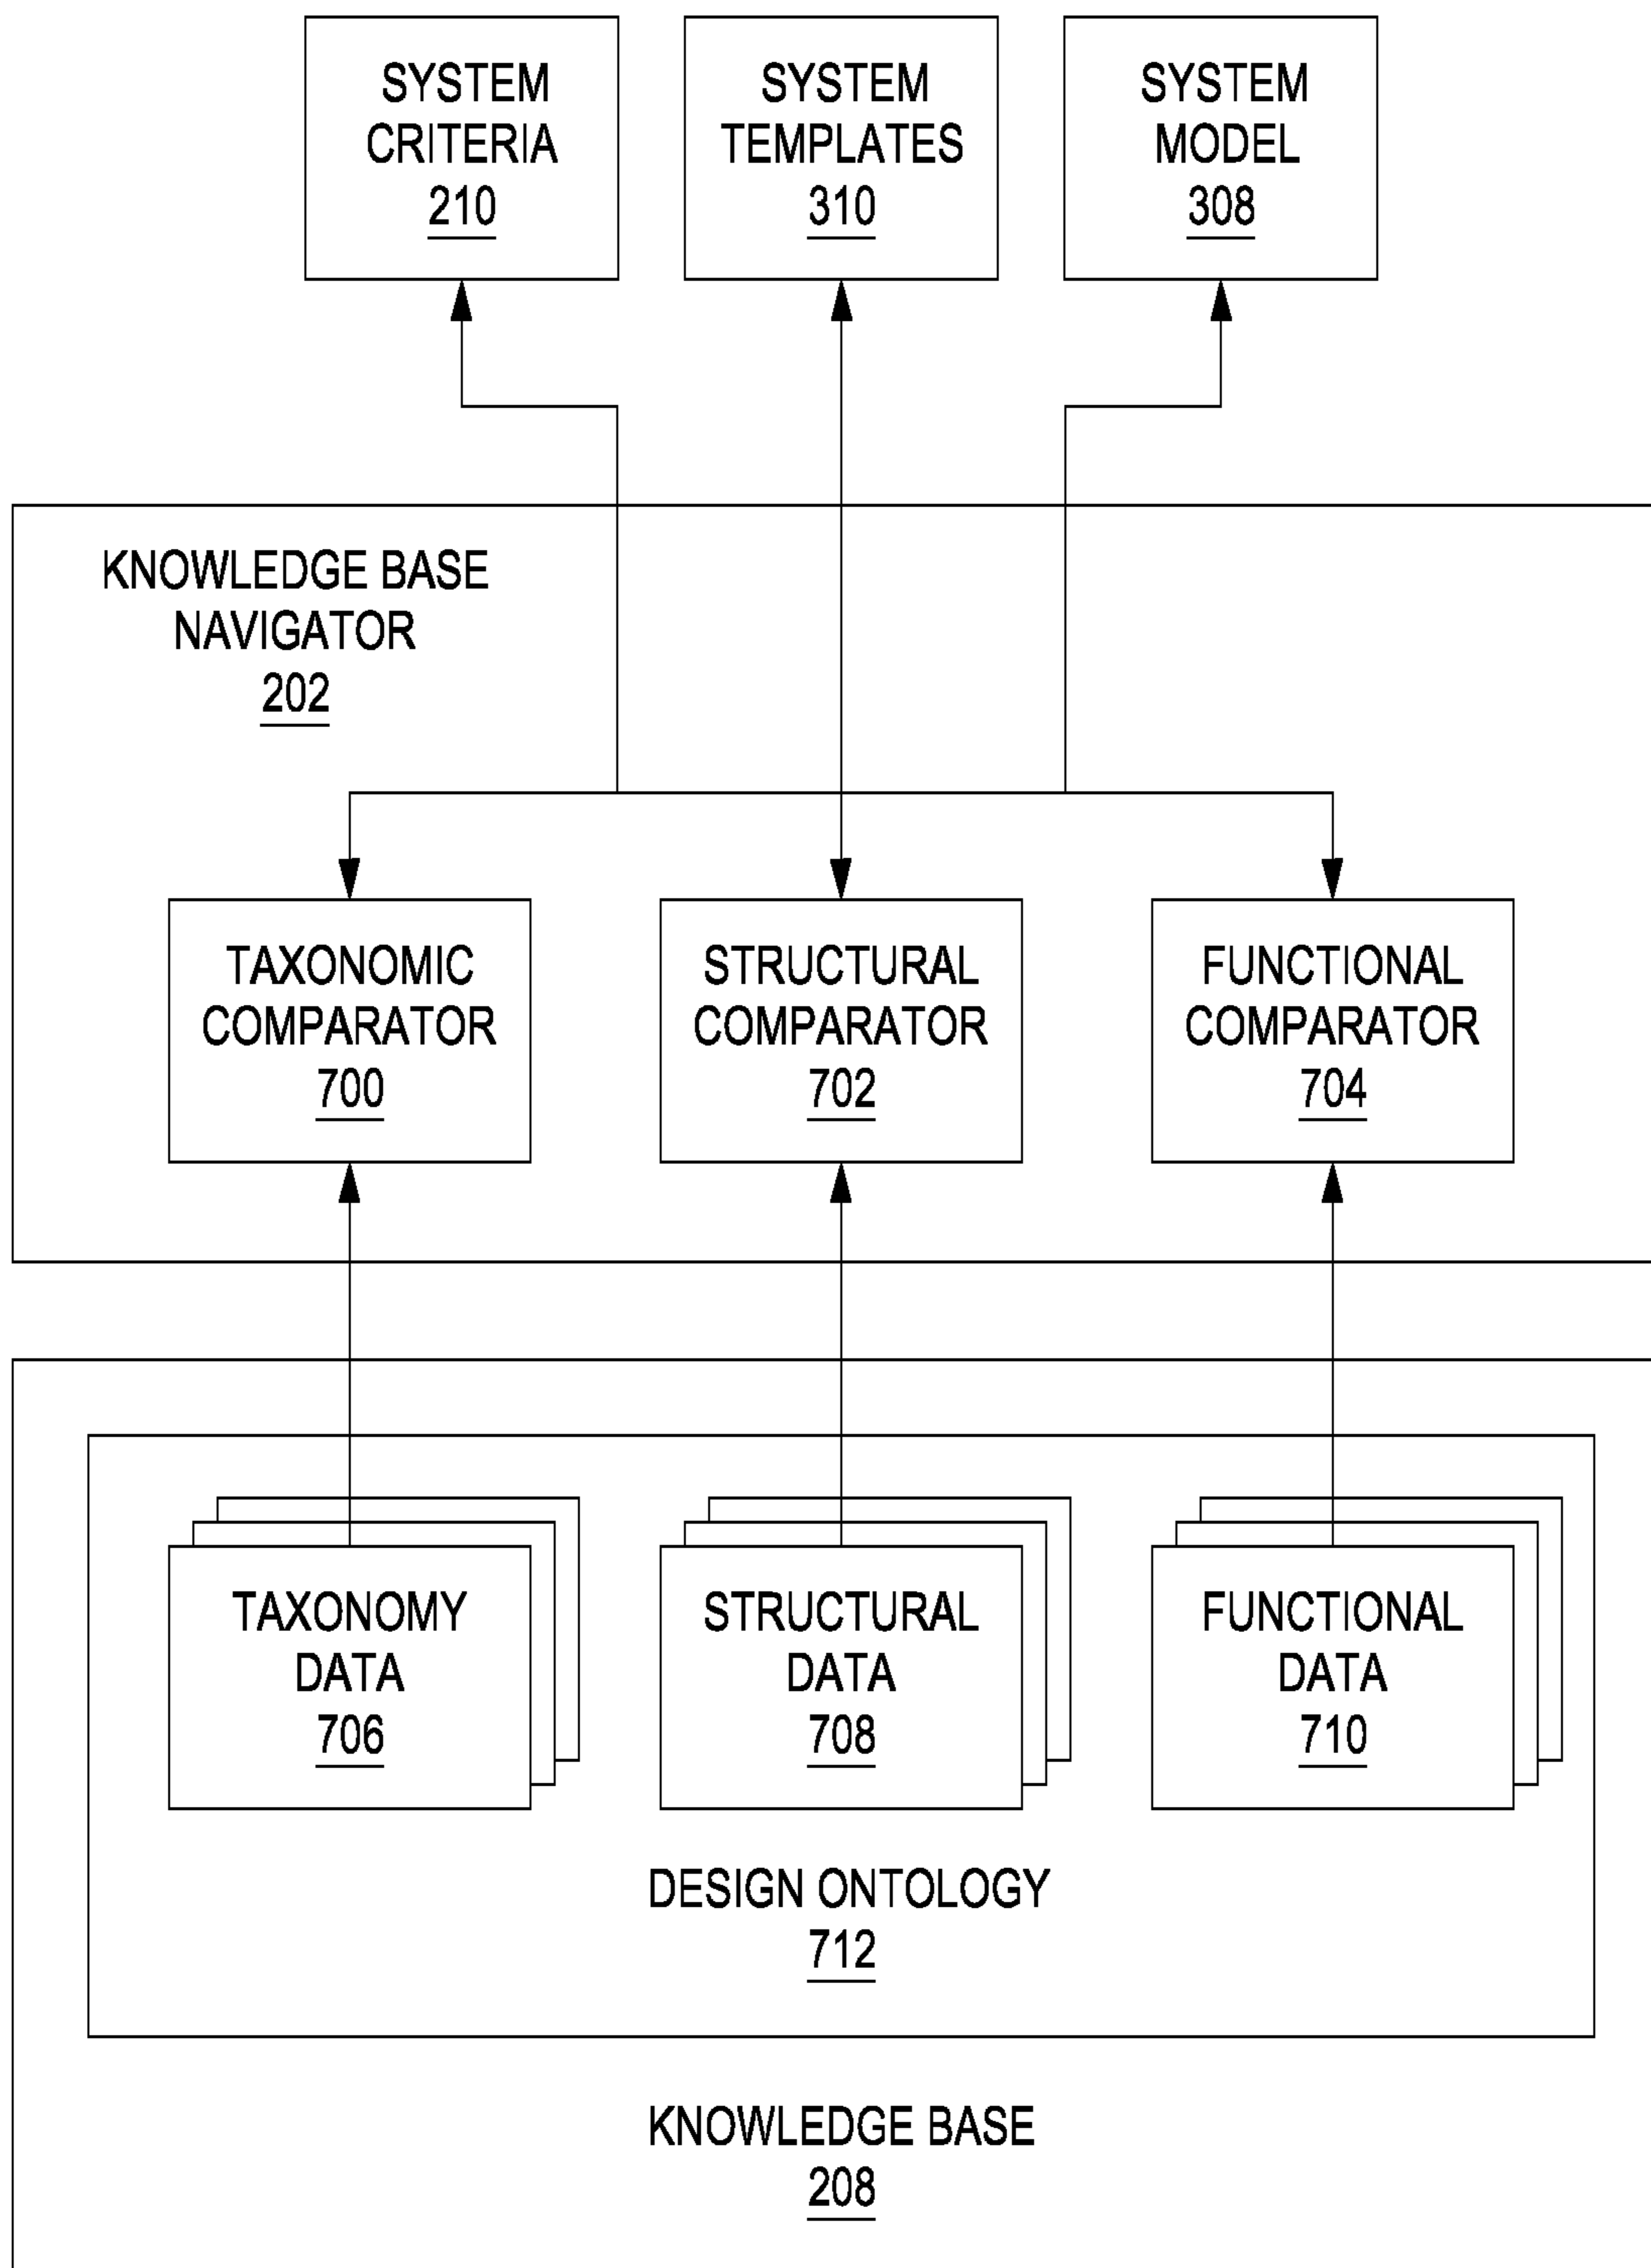 SYSTEM
CRITERIA
210
SYSTEM
TEMPLATES
310
SYSTEM
MODEL
308
KNOWLEDGE BASE
NAVIGATOR
202
TAXONOMIC
COMPARATOR
700
STRUCTURAL
COMPARATOR
702
FUNCTIONAL
COMPARATOR
704
TAXONOMY
DATA
706
STRUCTURAL
DATA
708
FUNCTIONAL
DATA
710
DESIGN ONTOLOGY
712
KNOWLEDGE BASE
208